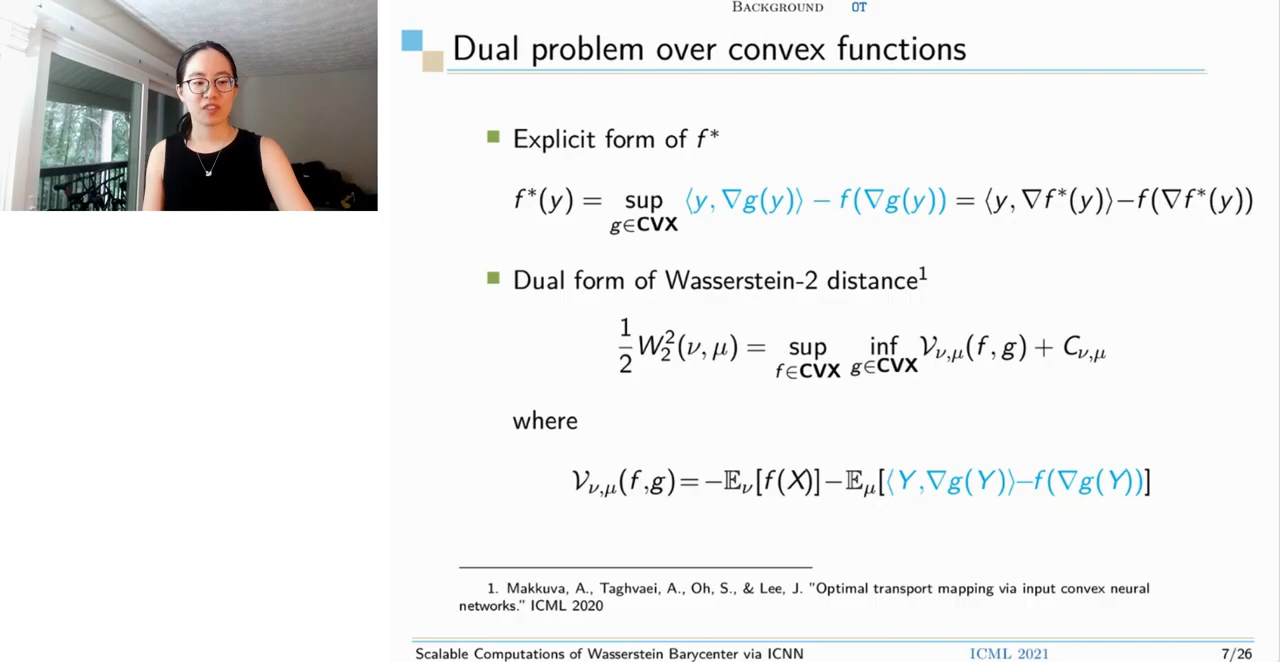 BACKGROUND OT
Dual problem over convex functions
Explicit form of f*
f*(y) = sup_{g∈CVX} ⟨y, ∇g(y)⟩ − f(∇g(y)) = ⟨y, ∇f*(y)⟩−f(∇f*(y))
Dual form of Wasserstein-2 distance¹
½W₂²(ν, μ) = sup_{f∈CVX} inf_{g∈CVX} 𝒱_{ν,μ}(f, g) + C_{ν,μ}
where
𝒱_{ν,μ}(f,g)=−𝔼_ν[f(X)]−𝔼_μ[⟨Y,∇g(Y)⟩−f(∇g(Y))]
1. Makkuva, A., Taghvaei, A., Oh, S., & Lee, J. "Optimal transport mapping via input convex neural
networks." ICML 2020
Scalable Computations of Wasserstein Barycenter via ICNN ICML 2021 7/26